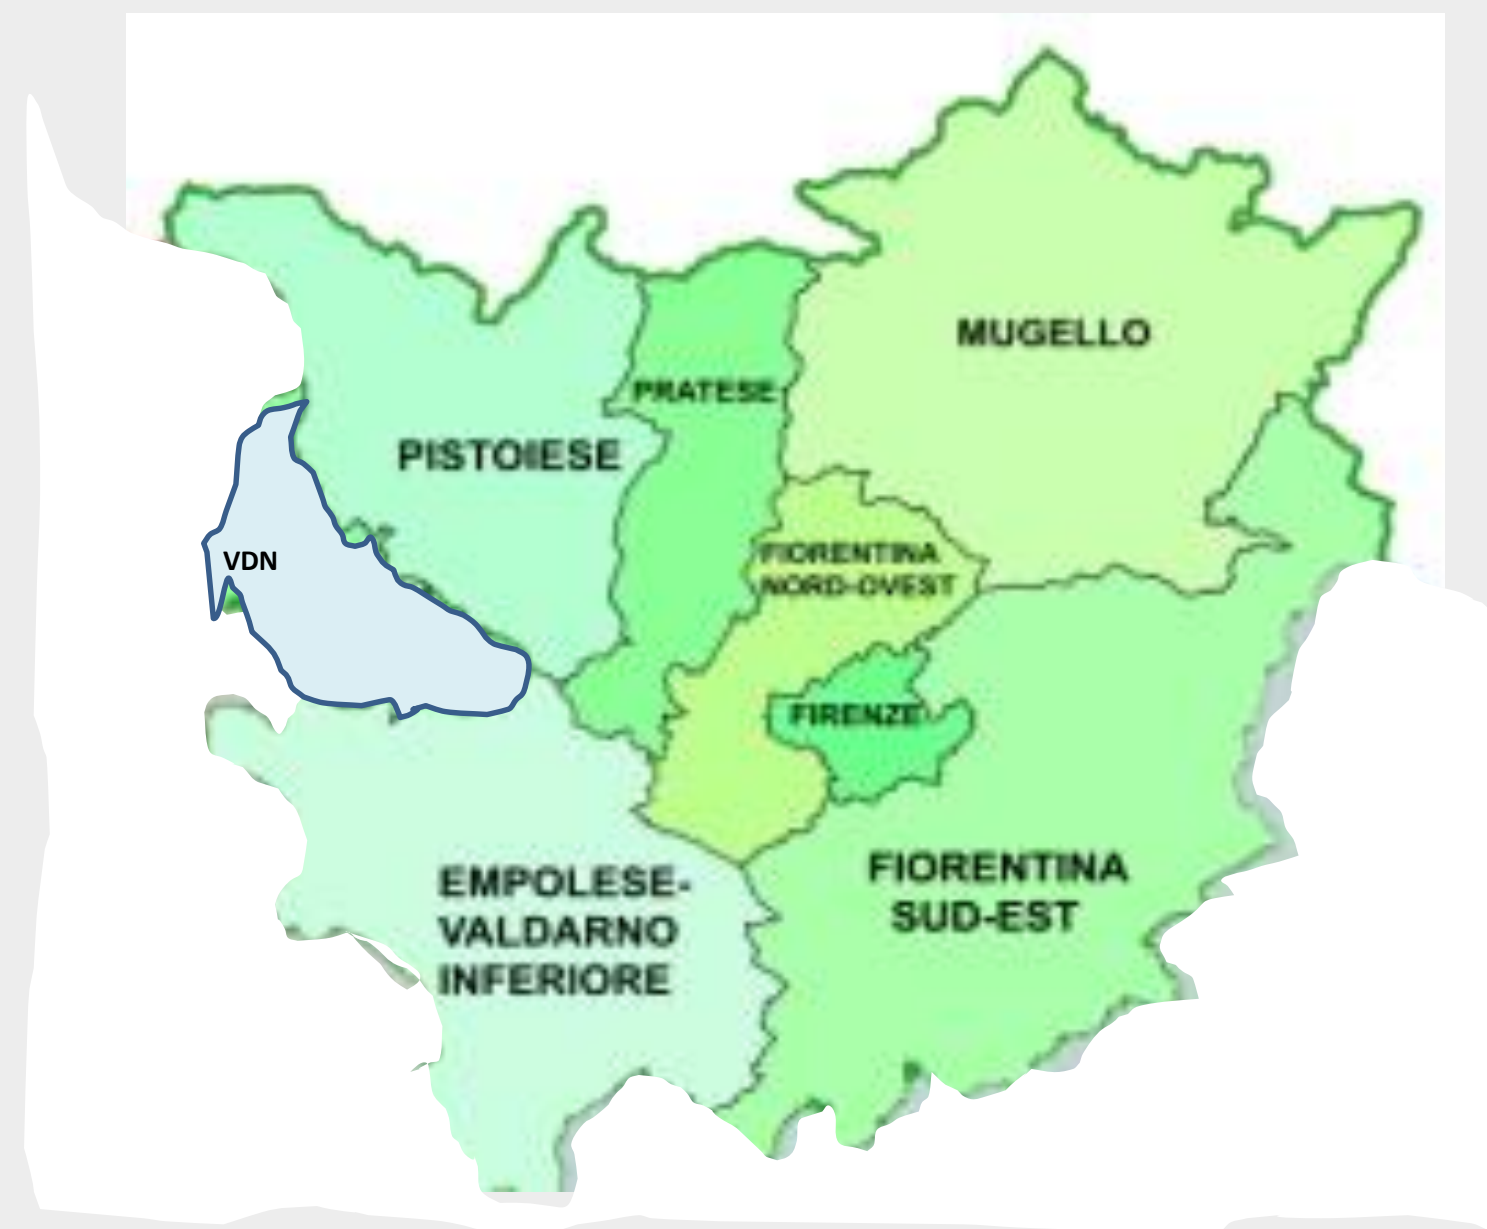 MUGELLO
PRATESE
PISTOIESE
VDN
FIORENTINA
NORD-OVEST
FIRENZE
EMPOLESE-
VALDARNO
INFERIORE
FIORENTINA
SUD-EST